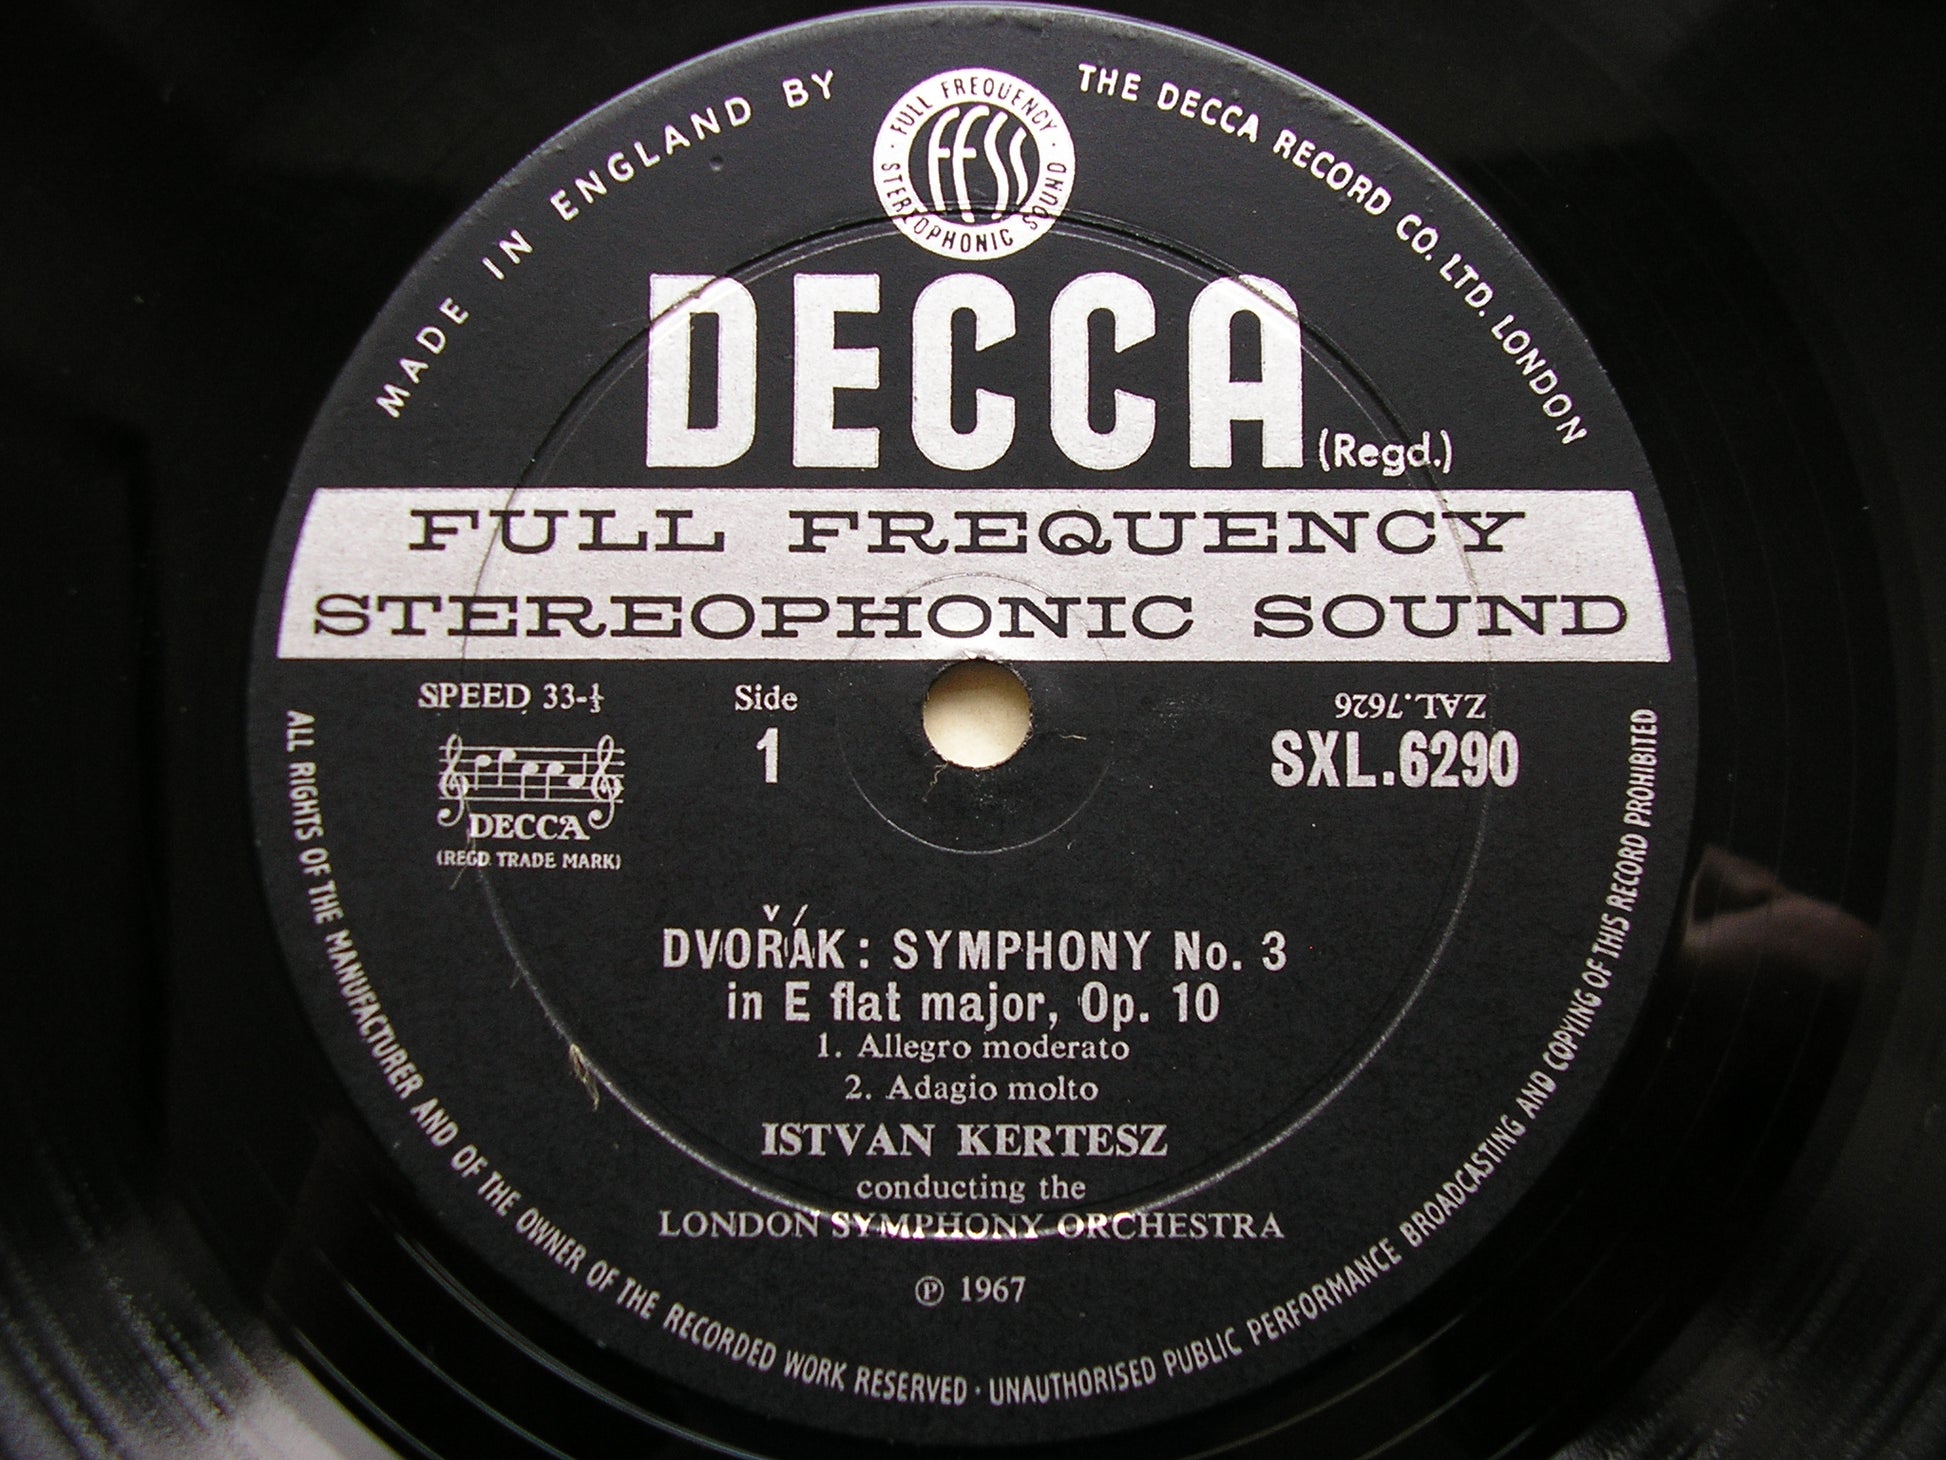 MADE IN ENGLAND BY
THE DECCA RECORD CO. LTD. LONDON
FULL FREQUENCY
STEREOPHONIC SOUND
FFSS
DECCA
(Regd.)
FULL FREQUENCY
STEREOPHONIC SOUND
SPEED 33-⅓
Side
1
ZAL.7626
SXL.6290
DECCA
(REGD TRADE MARK)
DVOŘÁK: SYMPHONY No. 3
in E flat major, Op. 10
1. Allegro moderato
2. Adagio molto
ISTVAN KERTESZ
conducting the
LONDON SYMPHONY ORCHESTRA
℗ 1967
ALL RIGHTS OF THE MANUFACTURER AND OF THE OWNER OF THE RECORDED WORK RESERVED · UNAUTHORISED PUBLIC PERFORMANCE BROADCASTING AND COPYING OF THIS RECORD PROHIBITED